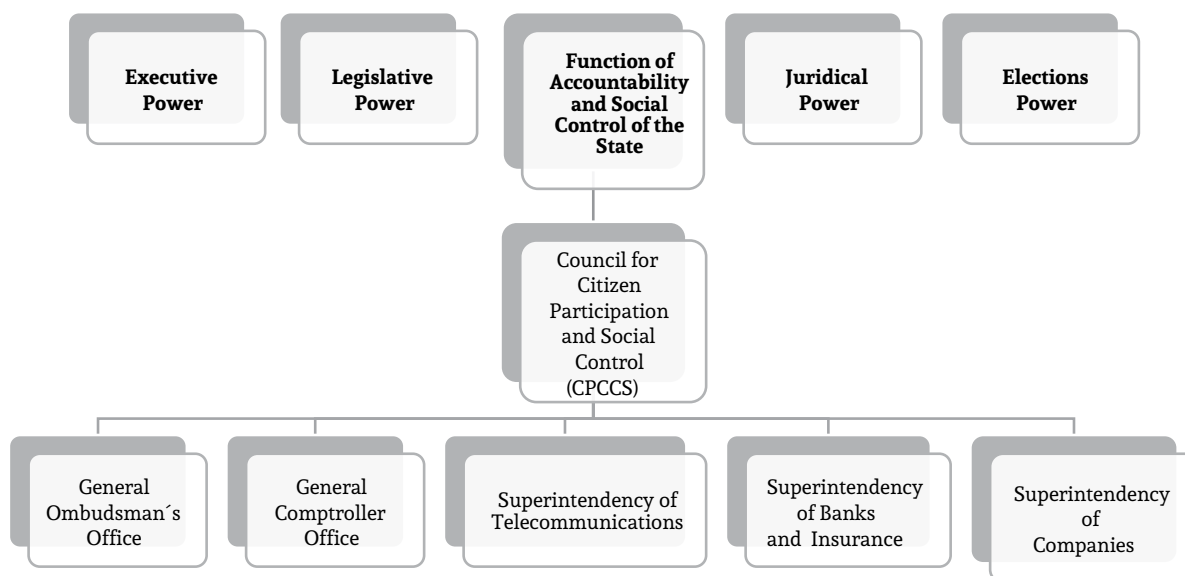 Executive
Power
Legislative
Power
Function of
Accountability
and Social
Control of the
State
Juridical
Power
Elections
Power
Council for
Citizen
Participation
and Social
Control
(CPCCS)
General
Ombudsman´s
Office
General
Comptroller
Office
Superintendency of
Telecommunications
Superintendency
of Banks
and Insurance
Superintendency
of
Companies